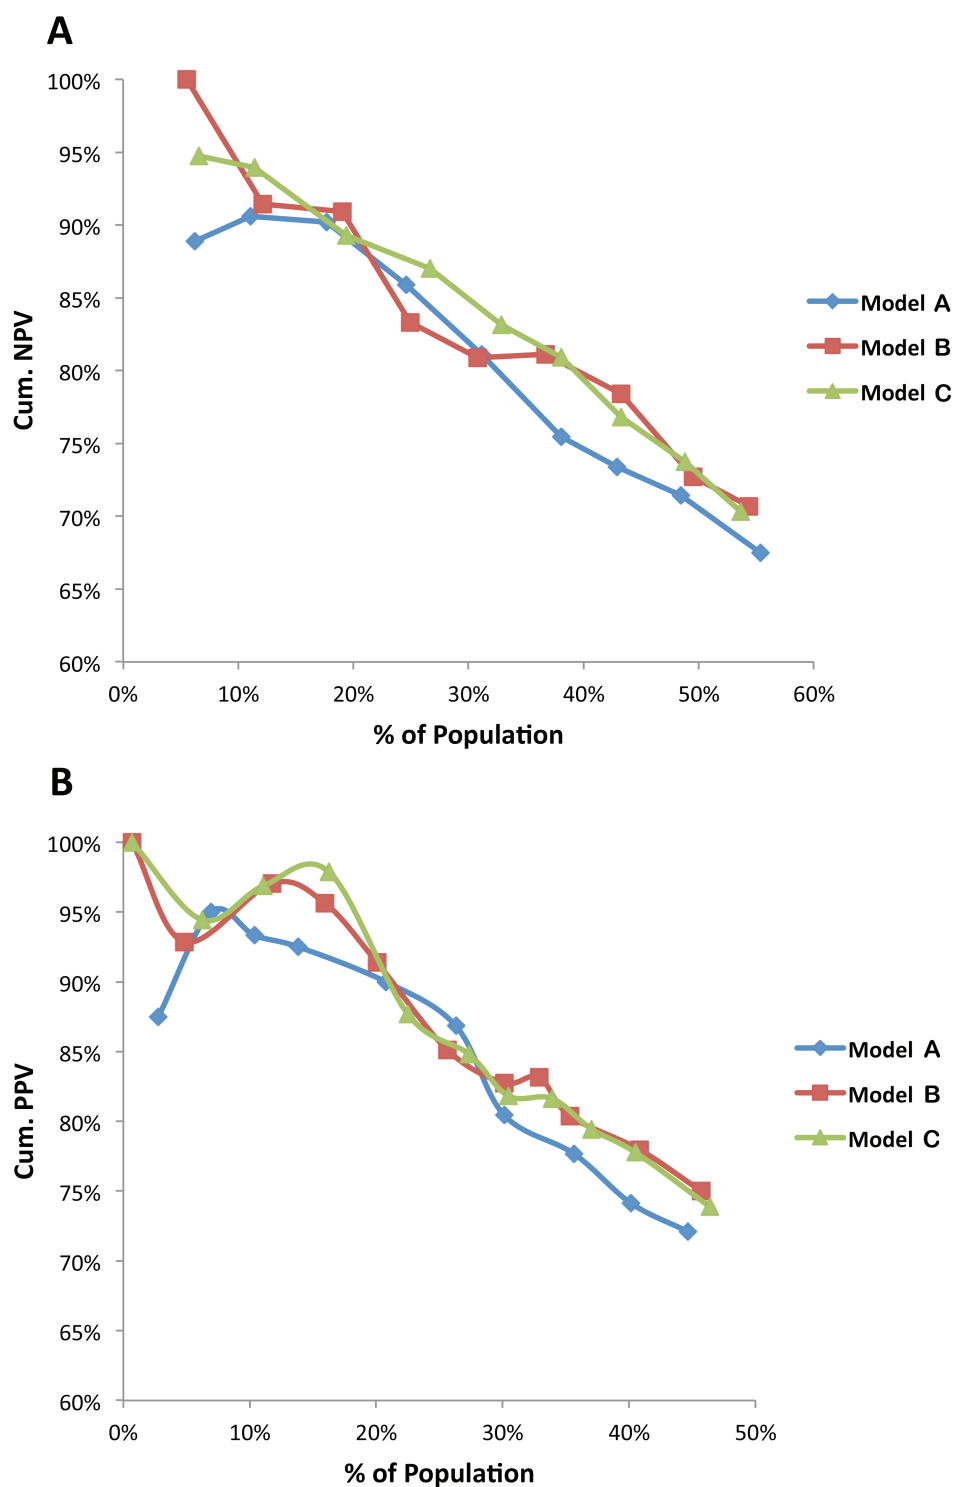 A
100%
95%
90%
85%
80%
75%
70%
65%
60%
Cum. NPV
0% 10% 20% 30% 40% 50% 60%
% of Population
Model A
Model B
Model C
B
100%
95%
90%
85%
80%
75%
70%
65%
60%
Cum. PPV
0% 10% 20% 30% 40% 50%
% of Population
Model A
Model B
Model C